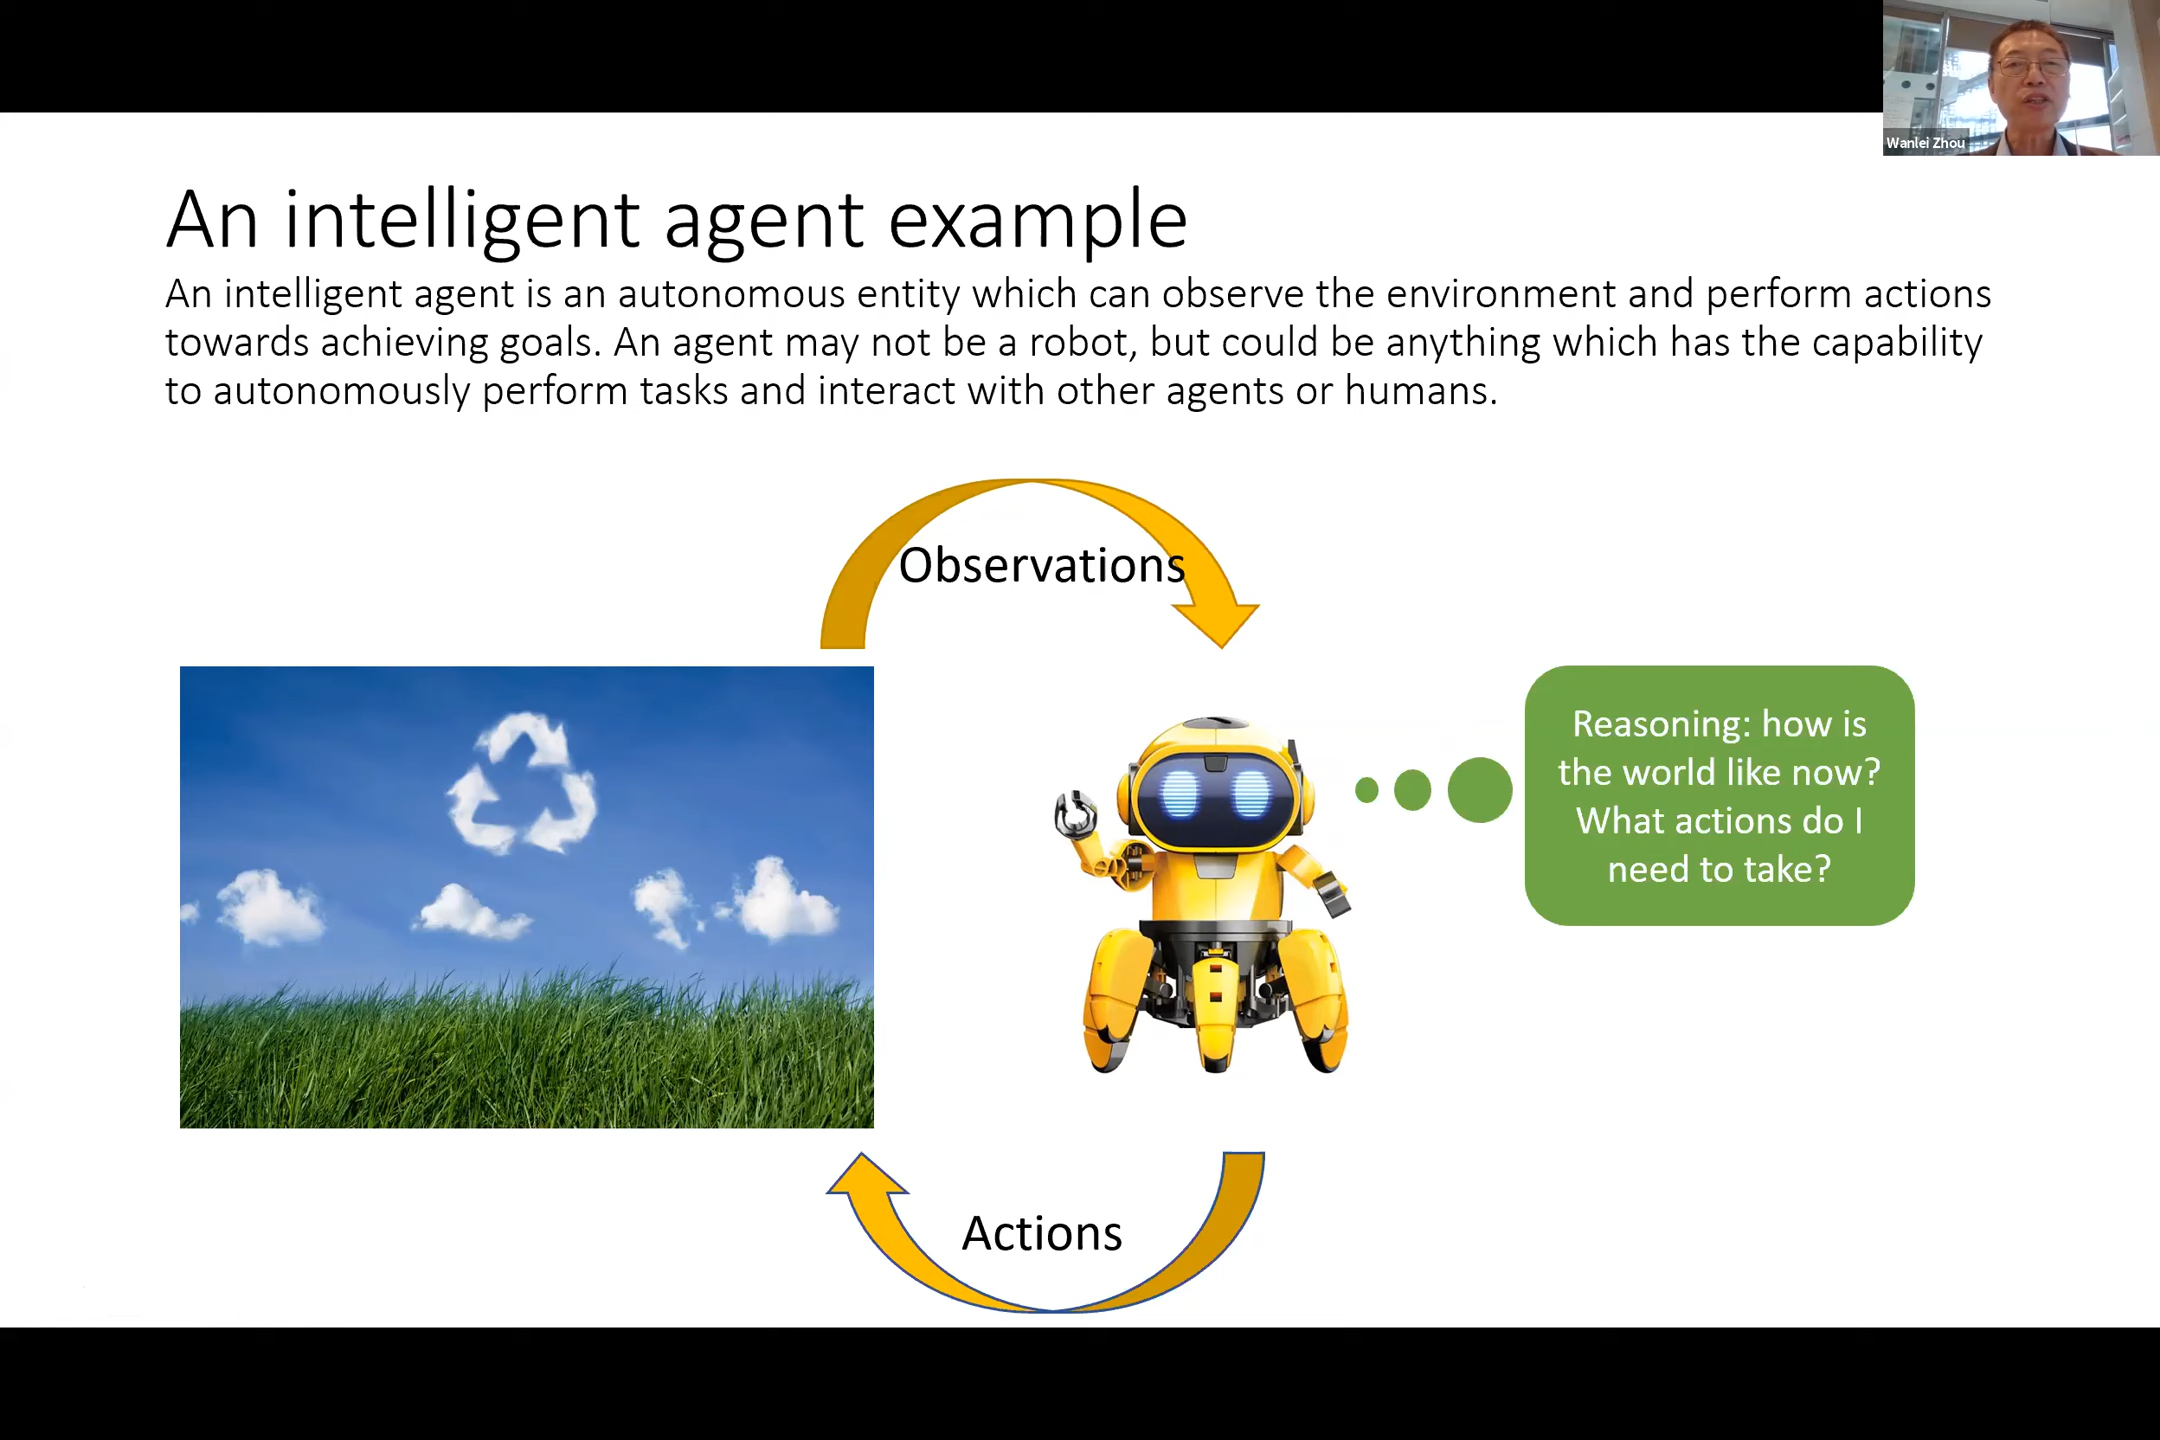 Wanlei Zhou
An intelligent agent example
An intelligent agent is an autonomous entity which can observe the environment and perform actions
towards achieving goals. An agent may not be a robot, but could be anything which has the capability
to autonomously perform tasks and interact with other agents or humans.
Observations
Reasoning: how is
the world like now?
What actions do I
need to take?
Actions